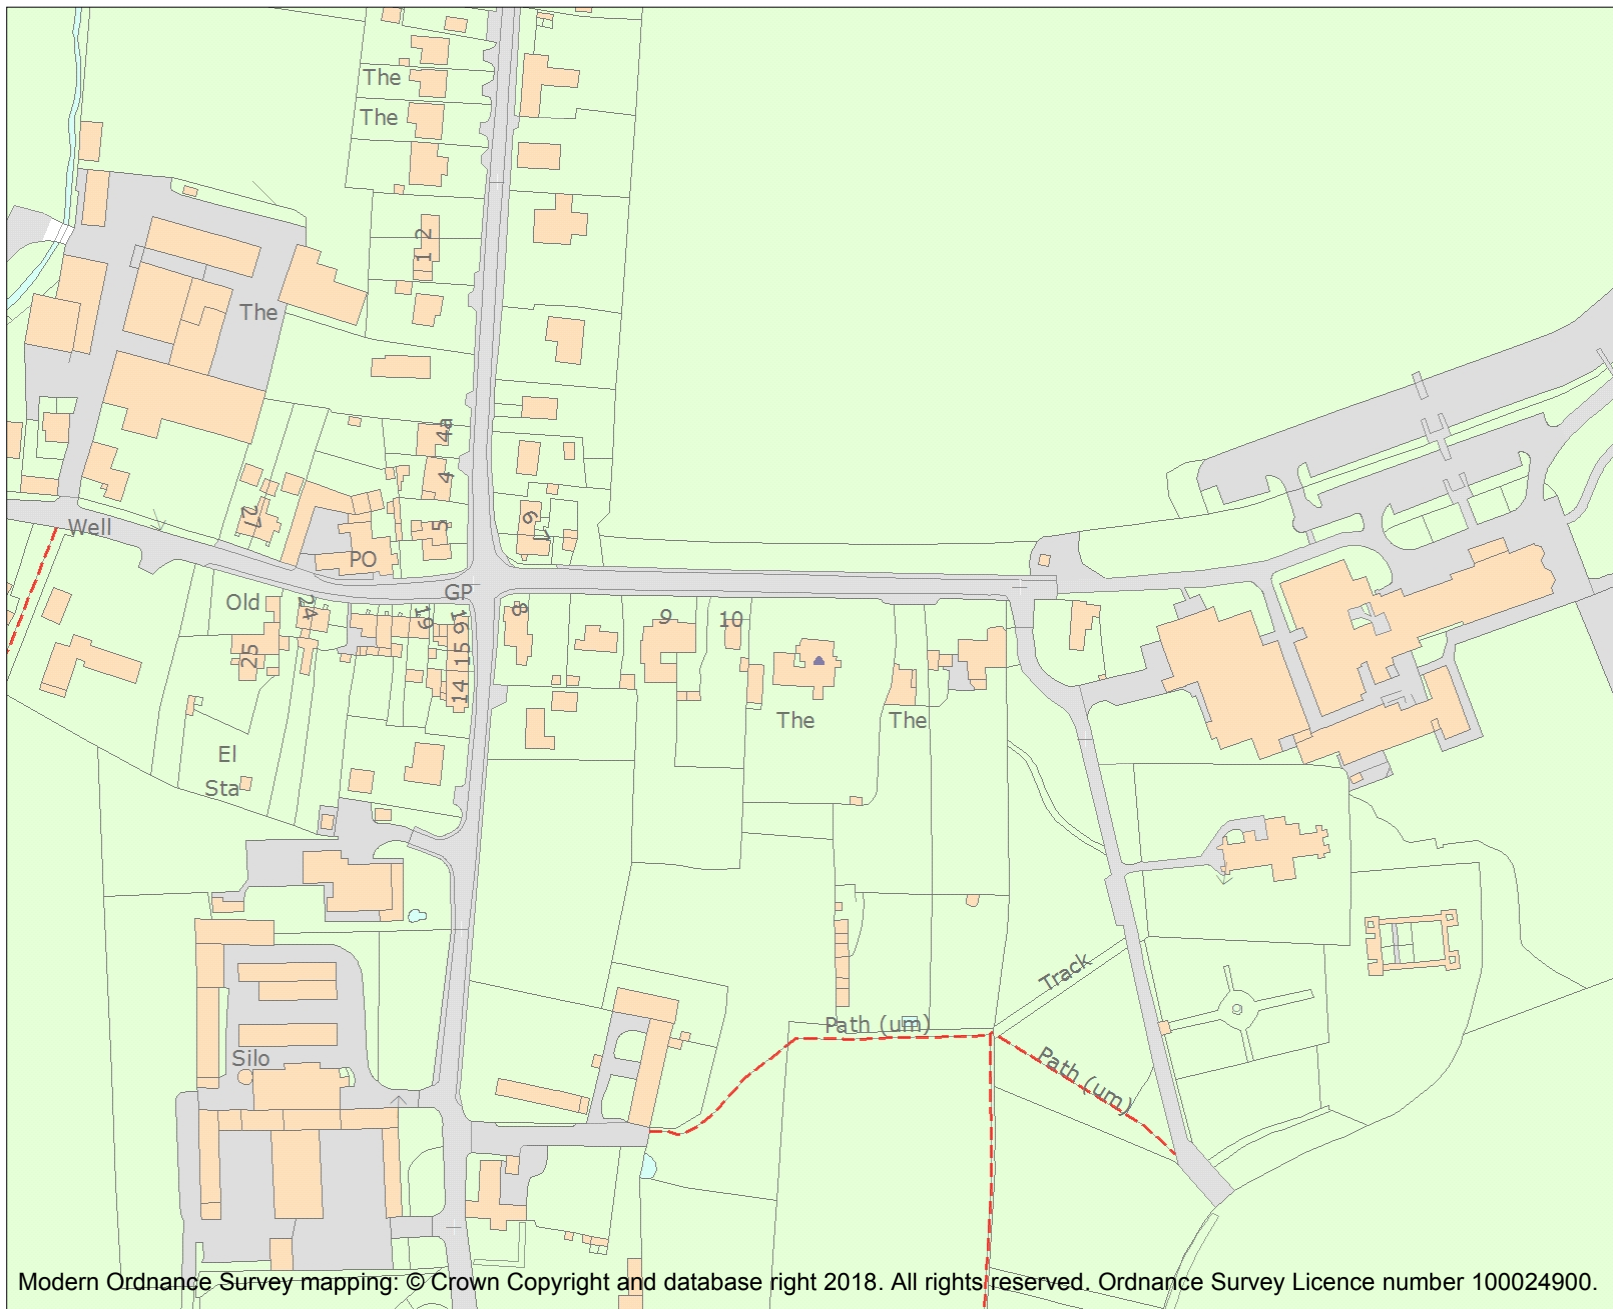 The
The
1 2
The
4a
4
27
5
6
7
Well
PO
GP
Old
24
19
16
8
9
10
25
15
14
The
The
El
Sta
Track
Path (um)
Path (um)
Silo
Modern Ordnance Survey mapping: © Crown Copyright and database right 2018. All rights reserved. Ordnance Survey Licence number 100024900.